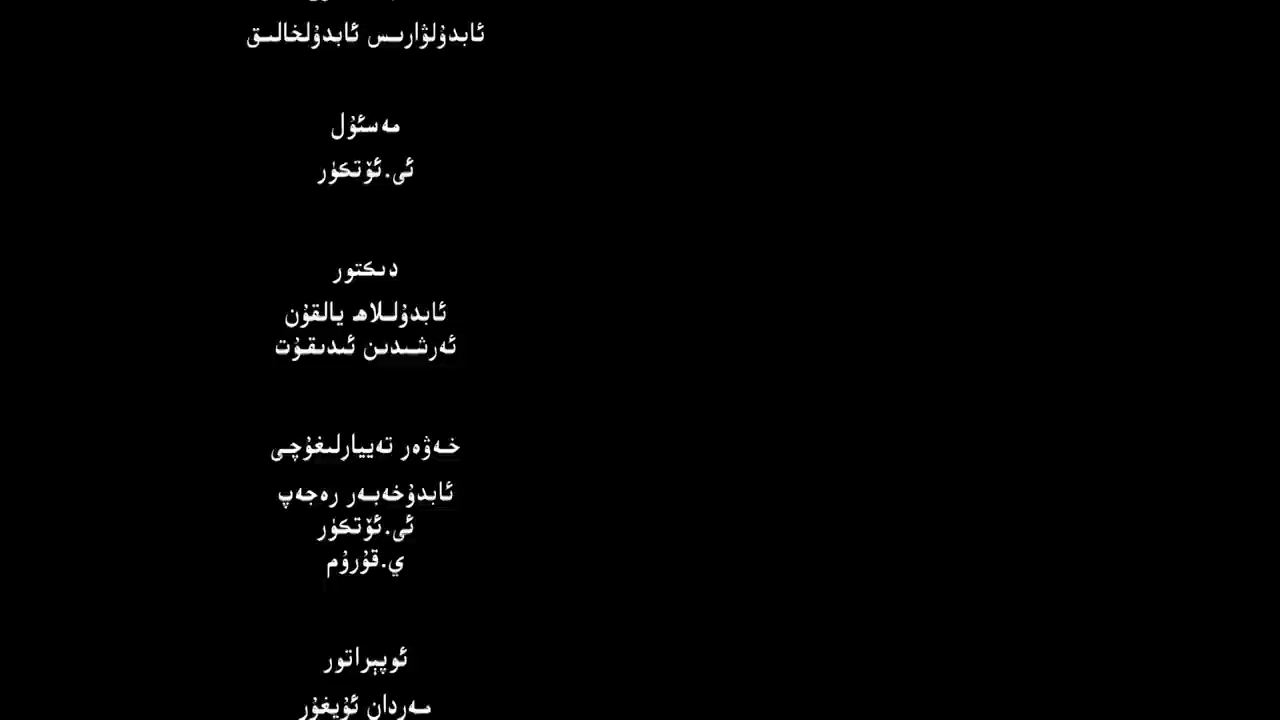 ئابدۇلۋارىس ئابدۇلخالىق
مەسئۇل
ئى.ئۆتكۈر
دىكتور
ئابدۇللاھ يالقۇن
ئەرشىدىن ئىدىقۇت
خەۋەر تەييارلىغۇچى
ئابدۇخەبەر رەجەپ
ئى.ئۆتكۈر
ي.قۇرۇم
ئوپېراتور
مەردان ئۇيغۇر